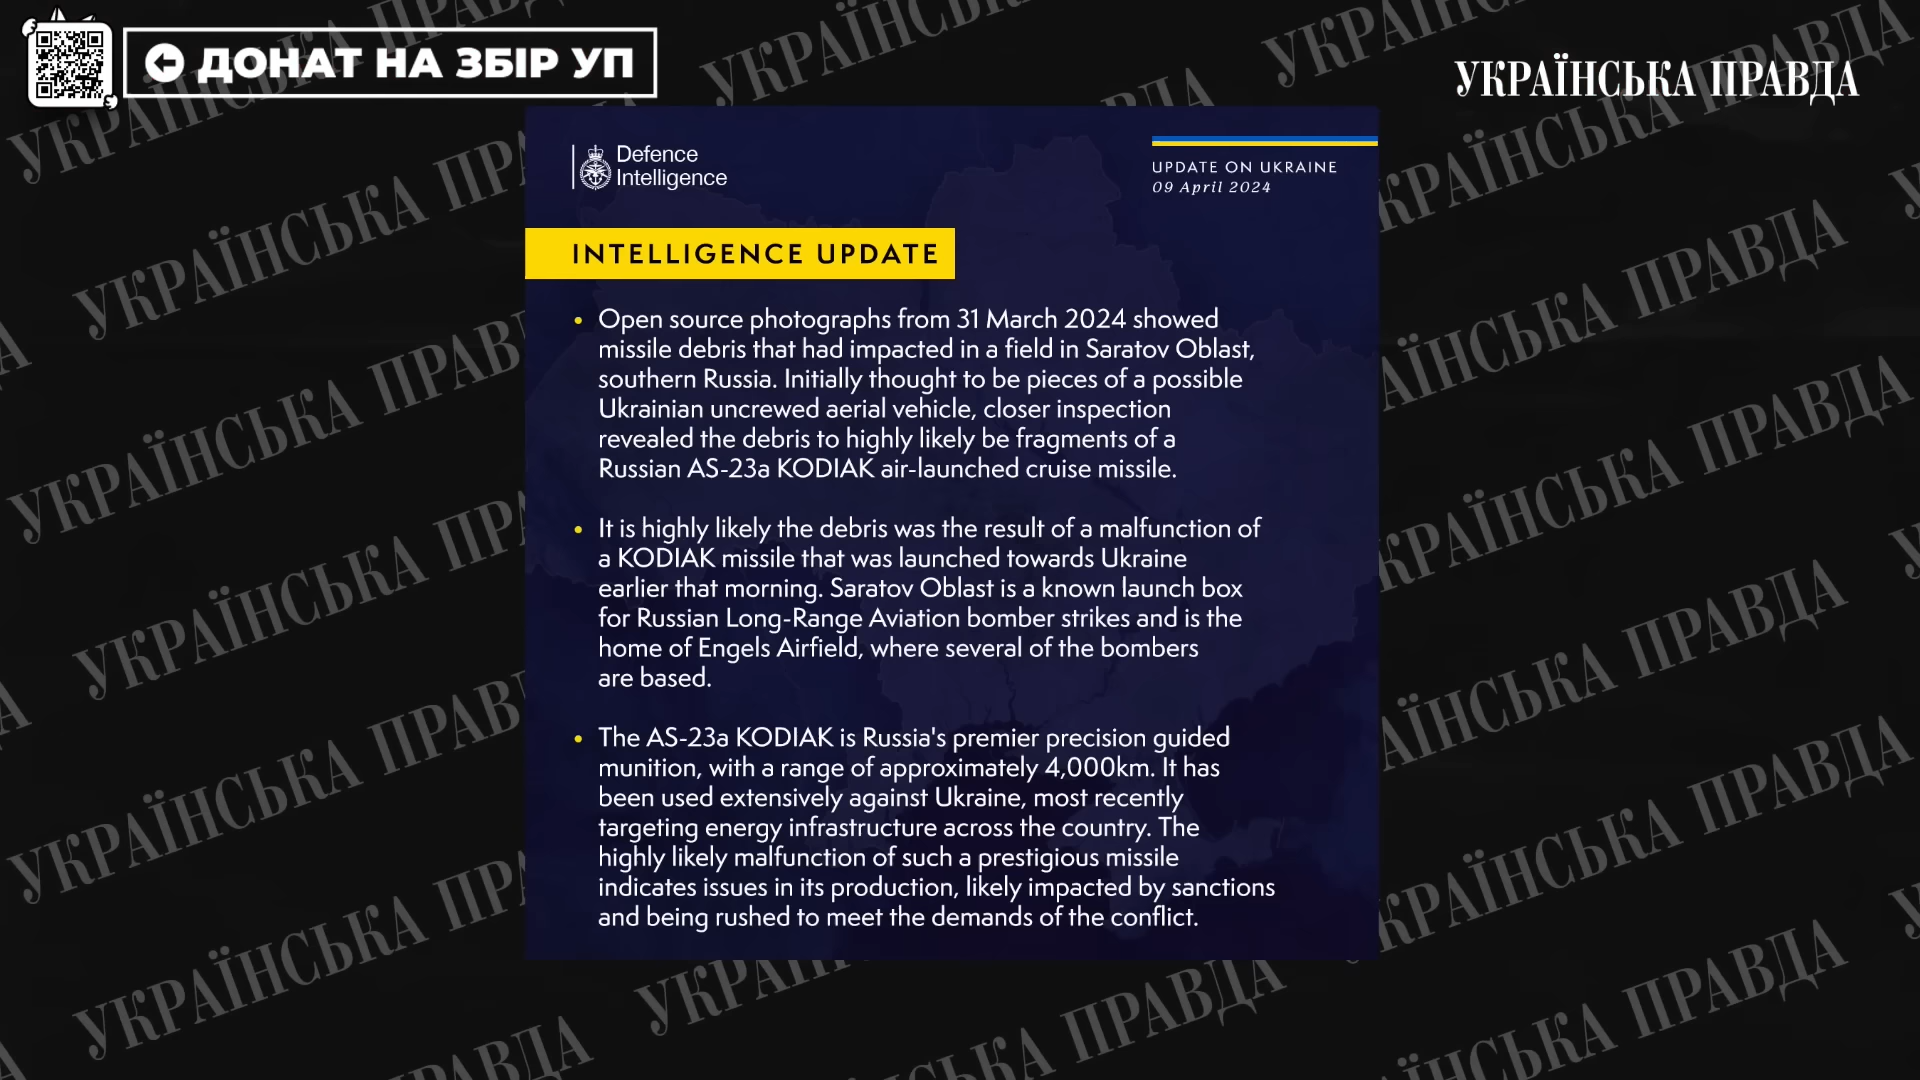 ДОНАТ НА ЗБІР УП
УКРАЇНСЬКА ПРАВДА
Defence
Intelligence
UPDATE ON UKRAINE
09 April 2024
INTELLIGENCE UPDATE
• Open source photographs from 31 March 2024 showed
missile debris that had impacted in a field in Saratov Oblast,
southern Russia. Initially thought to be pieces of a possible
Ukrainian uncrewed aerial vehicle, closer inspection
revealed the debris to highly likely be fragments of a
Russian AS-23a KODIAK air-launched cruise missile.
• It is highly likely the debris was the result of a malfunction of
a KODIAK missile that was launched towards Ukraine
earlier that morning. Saratov Oblast is a known launch box
for Russian Long-Range Aviation bomber strikes and is the
home of Engels Airfield, where several of the bombers
are based.
• The AS-23a KODIAK is Russia's premier precision guided
munition, with a range of approximately 4,000km. It has
been used extensively against Ukraine, most recently
targeting energy infrastructure across the country. The
highly likely malfunction of such a prestigious missile
indicates issues in its production, likely impacted by sanctions
and being rushed to meet the demands of the conflict.